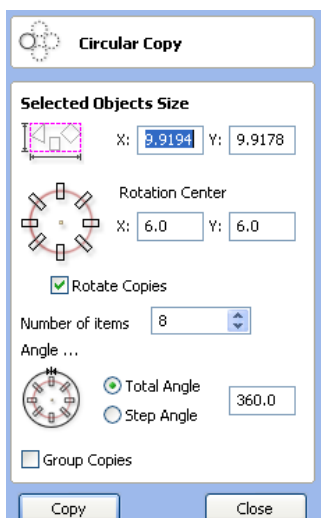 Circular Copy
Selected Objects Size
X: 9.9194 Y: 9.9178
Rotation Center
X: 6.0 Y: 6.0
Rotate Copies
Number of items 8
Angle ...
Total Angle
Step Angle
360.0
Group Copies
Copy Close